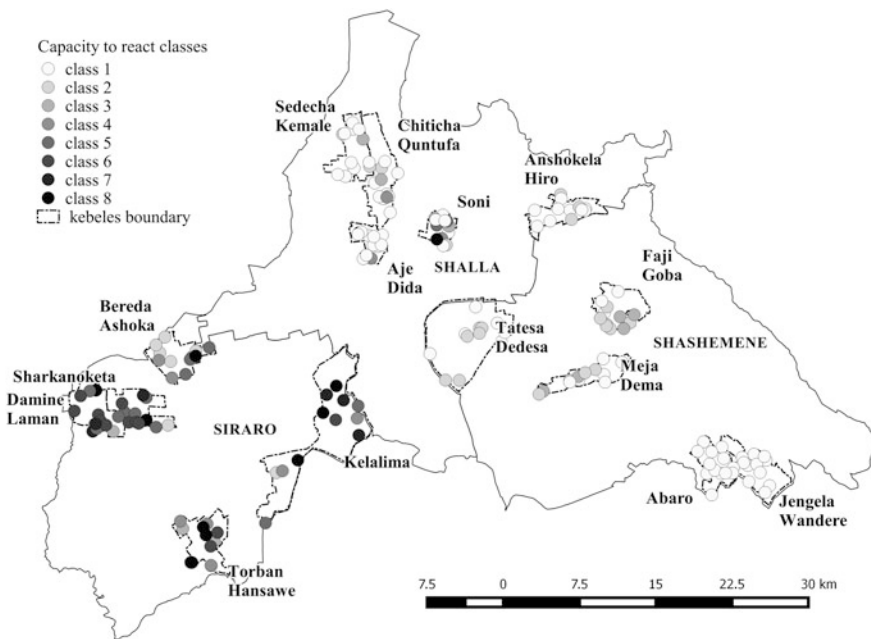 Capacity to react classes
class 1
class 2
class 3
class 4
class 5
class 6
class 7
class 8
kebeles boundary
Sedecha
Kemale
Chiticha
Quntufa
Anshokela
Hiro
Soni
Faji
Goba
SHALLA
Aje
Dida
Bereda
Ashoka
Tatesa
Dedesa
SHASHEMENE
Meja
Dema
Sharkanoketa
Damine
Laman
SIRARO
Kelalima
Abaro
Jengela
Wandere
Torban
Hansawe
7.5 0 7.5 15 22.5 30 km